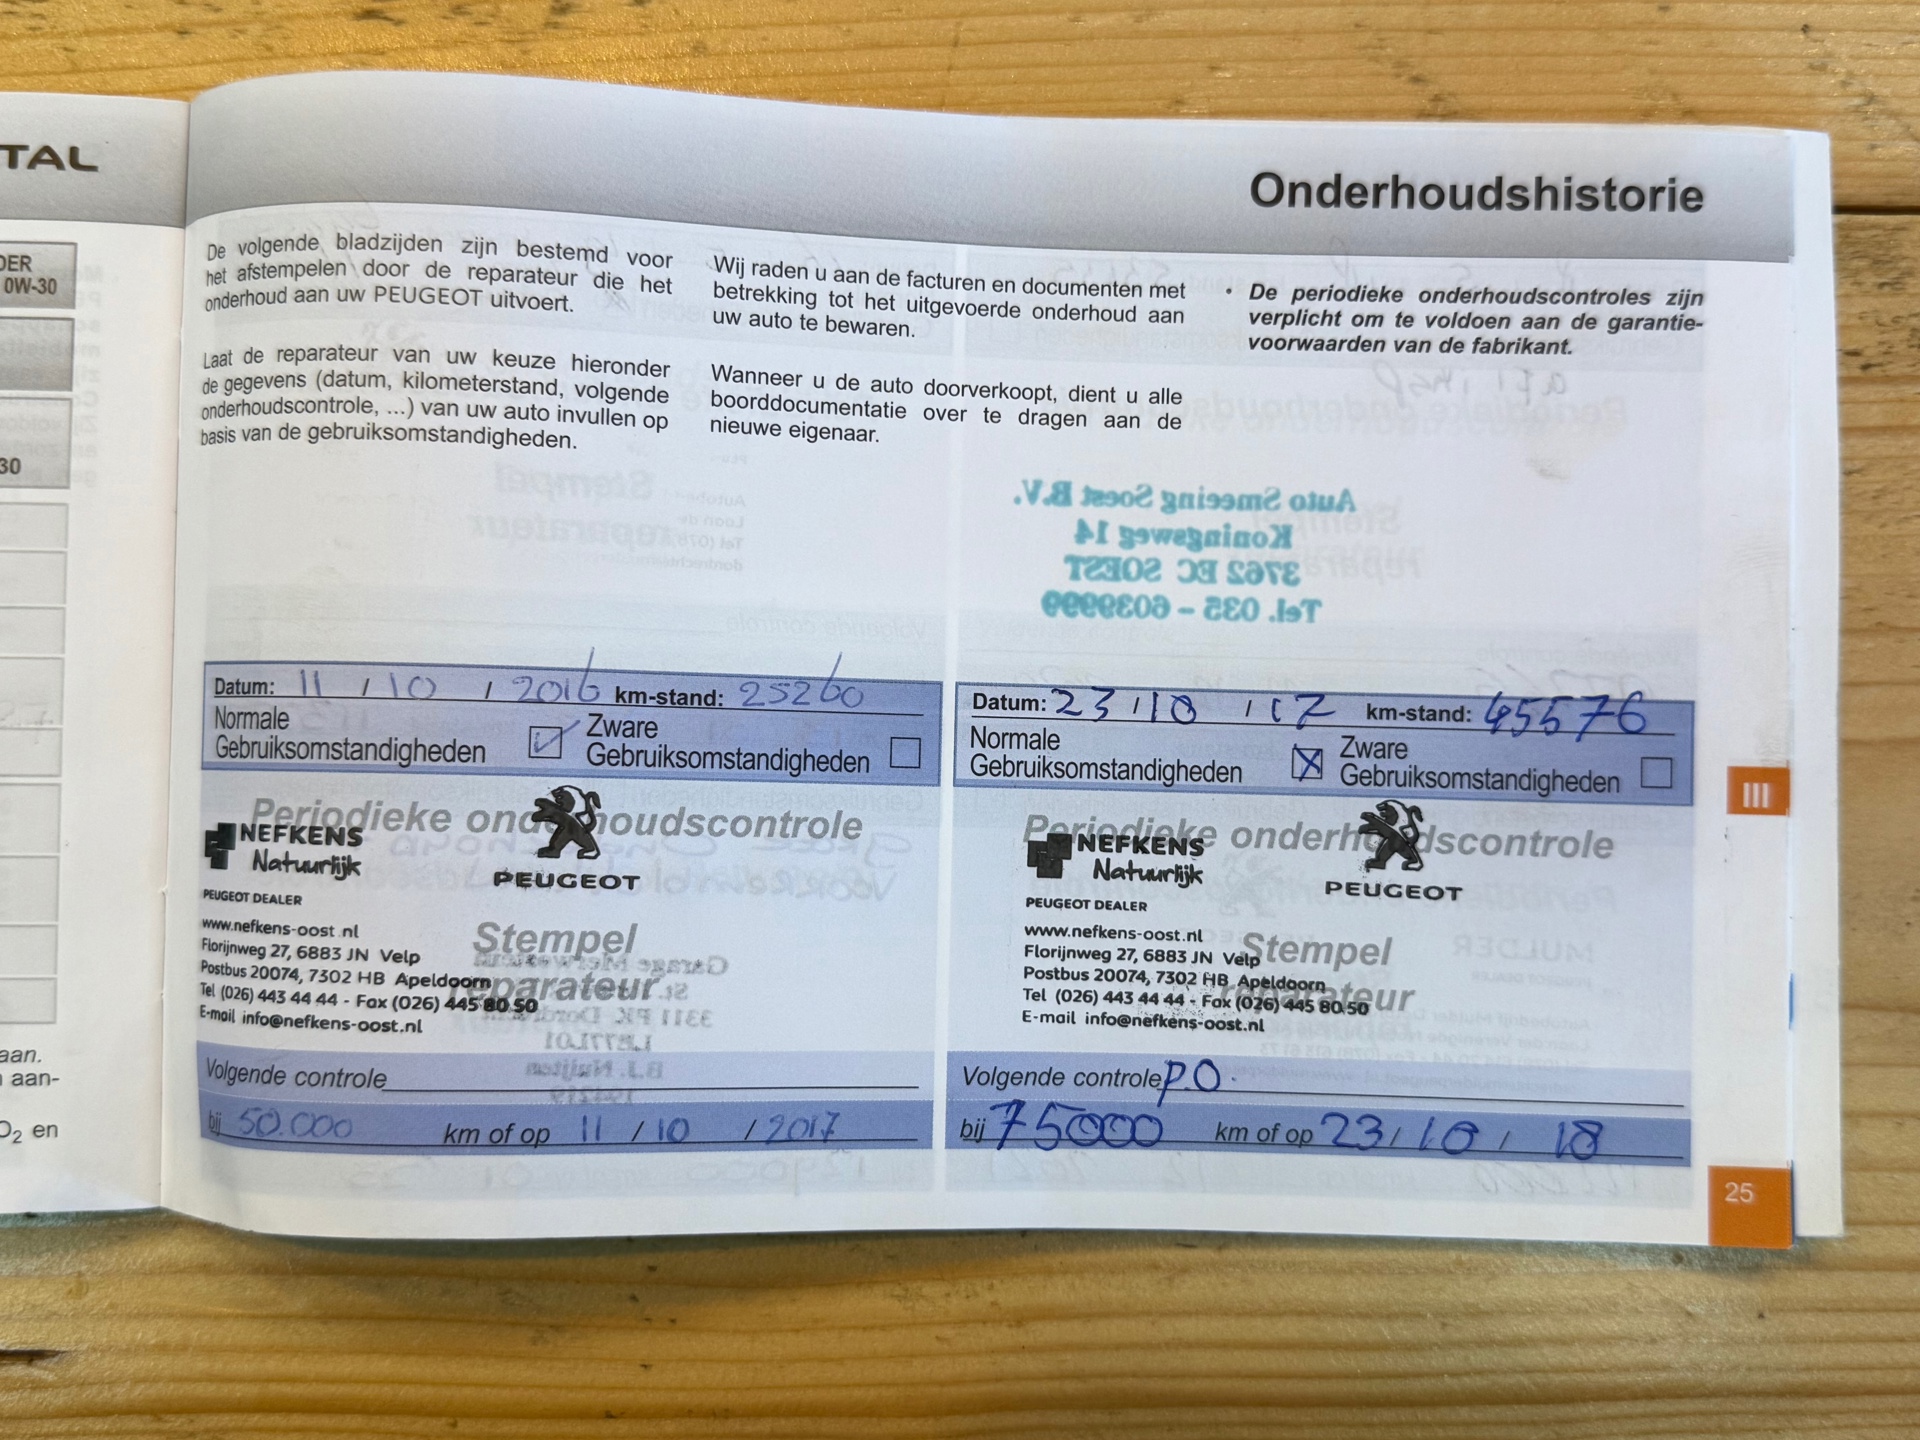 TAL
DER
0W-30
30
aan.
aan-
O₂ en
Onderhoudshistorie
De volgende bladzijden zijn bestemd voor
het afstempelen door de reparateur die het
onderhoud aan uw PEUGEOT uitvoert.
Laat de reparateur van uw keuze hieronder
de gegevens (datum, kilometerstand, volgende
onderhoudscontrole, ...) van uw auto invullen op
basis van de gebruiksomstandigheden.
Wij raden u aan de facturen en documenten met
betrekking tot het uitgevoerde onderhoud aan
uw auto te bewaren.
Wanneer u de auto doorverkoopt, dient u alle
boorddocumentatie over te dragen aan de
nieuwe eigenaar.
• De periodieke onderhoudscontroles zijn
verplicht om te voldoen aan de garantie-
voorwaarden van de fabrikant.
Auto Smeeing Soest B.V.
Koningsweg 14
3762 EC SOEST
Tel. 035 - 6039999
Datum: 11 / 10 / 2016 km-stand: 25260
Normale
Gebruiksomstandigheden
Zware
Gebruiksomstandigheden
Periodieke onderhoudscontrole
NEFKENS
Natuurlijk
PEUGEOT
PEUGEOT DEALER
www.nefkens-oost.nl
Florijnweg 27, 6883 JN Velp
Postbus 20074, 7302 HB Apeldoorn
Tel (026) 443 44 44 - Fax (026) 445 80 50
E-mail info@nefkens-oost.nl
Stempel
reparateur
Volgende controle
bij 50.000 km of op 11 / 10 / 2017
Datum: 23 / 10 / 17 km-stand: 45576
Normale
Gebruiksomstandigheden
Zware
Gebruiksomstandigheden
Periodieke onderhoudscontrole
NEFKENS
Natuurlijk
PEUGEOT
PEUGEOT DEALER
www.nefkens-oost.nl
Florijnweg 27, 6883 JN Velp
Postbus 20074, 7302 HB Apeldoorn
Tel (026) 443 44 44 - Fax (026) 445 80 50
E-mail info@nefkens-oost.nl
Stempel
reparateur
Volgende controle P.O.
bij 75000 km of op 23 / 10 / 18
III
25